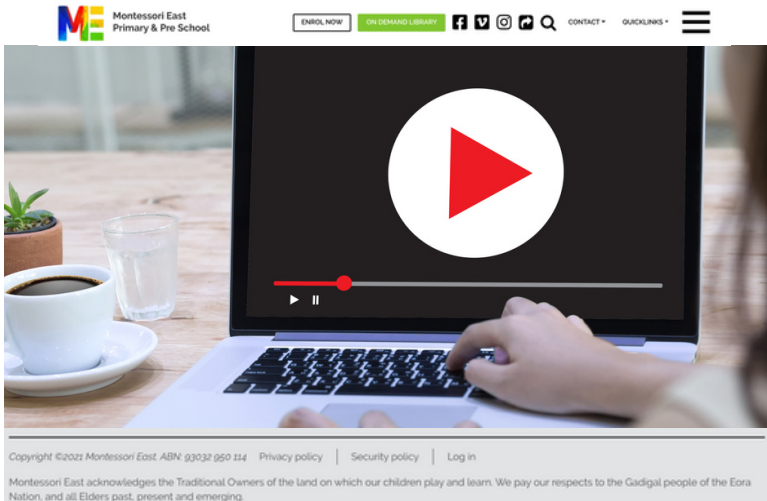 ME Montessori East
Primary & Pre School
ENROL NOW
ON DEMAND LIBRARY
CONTACT
QUICKLINKS
Copyright ©2021 Montessori East. ABN: 93032 950 114 Privacy policy Security policy Log in
Montessori East acknowledges the Traditional Owners of the land on which our children play and learn. We pay our respects to the Gadigal people of the Eora
Nation, and all Elders past, present and emerging.